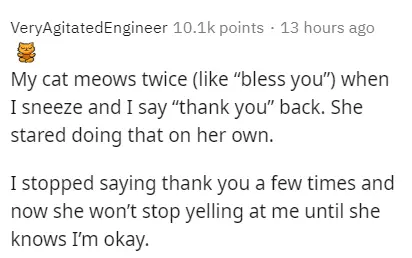 VeryAgitatedEngineer 10.1k points · 13 hours ago
My cat meows twice (like “bless you”) when
I sneeze and I say “thank you” back. She
stared doing that on her own.
I stopped saying thank you a few times and
now she won’t stop yelling at me until she
knows I’m okay.